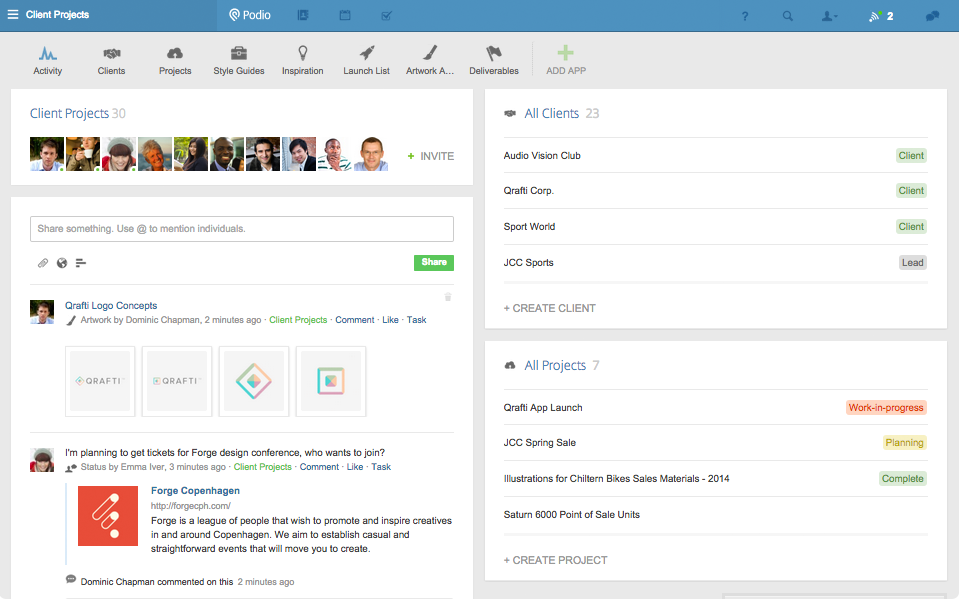 Client Projects
Podio
?
2
Activity
Clients
Projects
Style Guides
Inspiration
Launch List
Artwork A...
Deliverables
ADD APP
Client Projects 30
+ INVITE
Share something. Use @ to mention individuals.
Share
Qrafti Logo Concepts
Artwork by Dominic Chapman, 2 minutes ago · Client Projects · Comment · Like · Task
QRAFTI
QRAFTI
I'm planning to get tickets for Forge design conference, who wants to join?
Status by Emma Iver, 3 minutes ago · Client Projects · Comment · Like · Task
Forge Copenhagen
http://forgecph.com/
Forge is a league of people that wish to promote and inspire creatives
in and around Copenhagen. We aim to establish casual and
straightforward events that will move you to create.
Dominic Chapman commented on this 2 minutes ago
All Clients 23
Audio Vision Club Client
Qrafti Corp. Client
Sport World Client
JCC Sports Lead
+ CREATE CLIENT
All Projects 7
Qrafti App Launch Work-in-progress
JCC Spring Sale Planning
Illustrations for Chiltern Bikes Sales Materials - 2014 Complete
Saturn 6000 Point of Sale Units
+ CREATE PROJECT